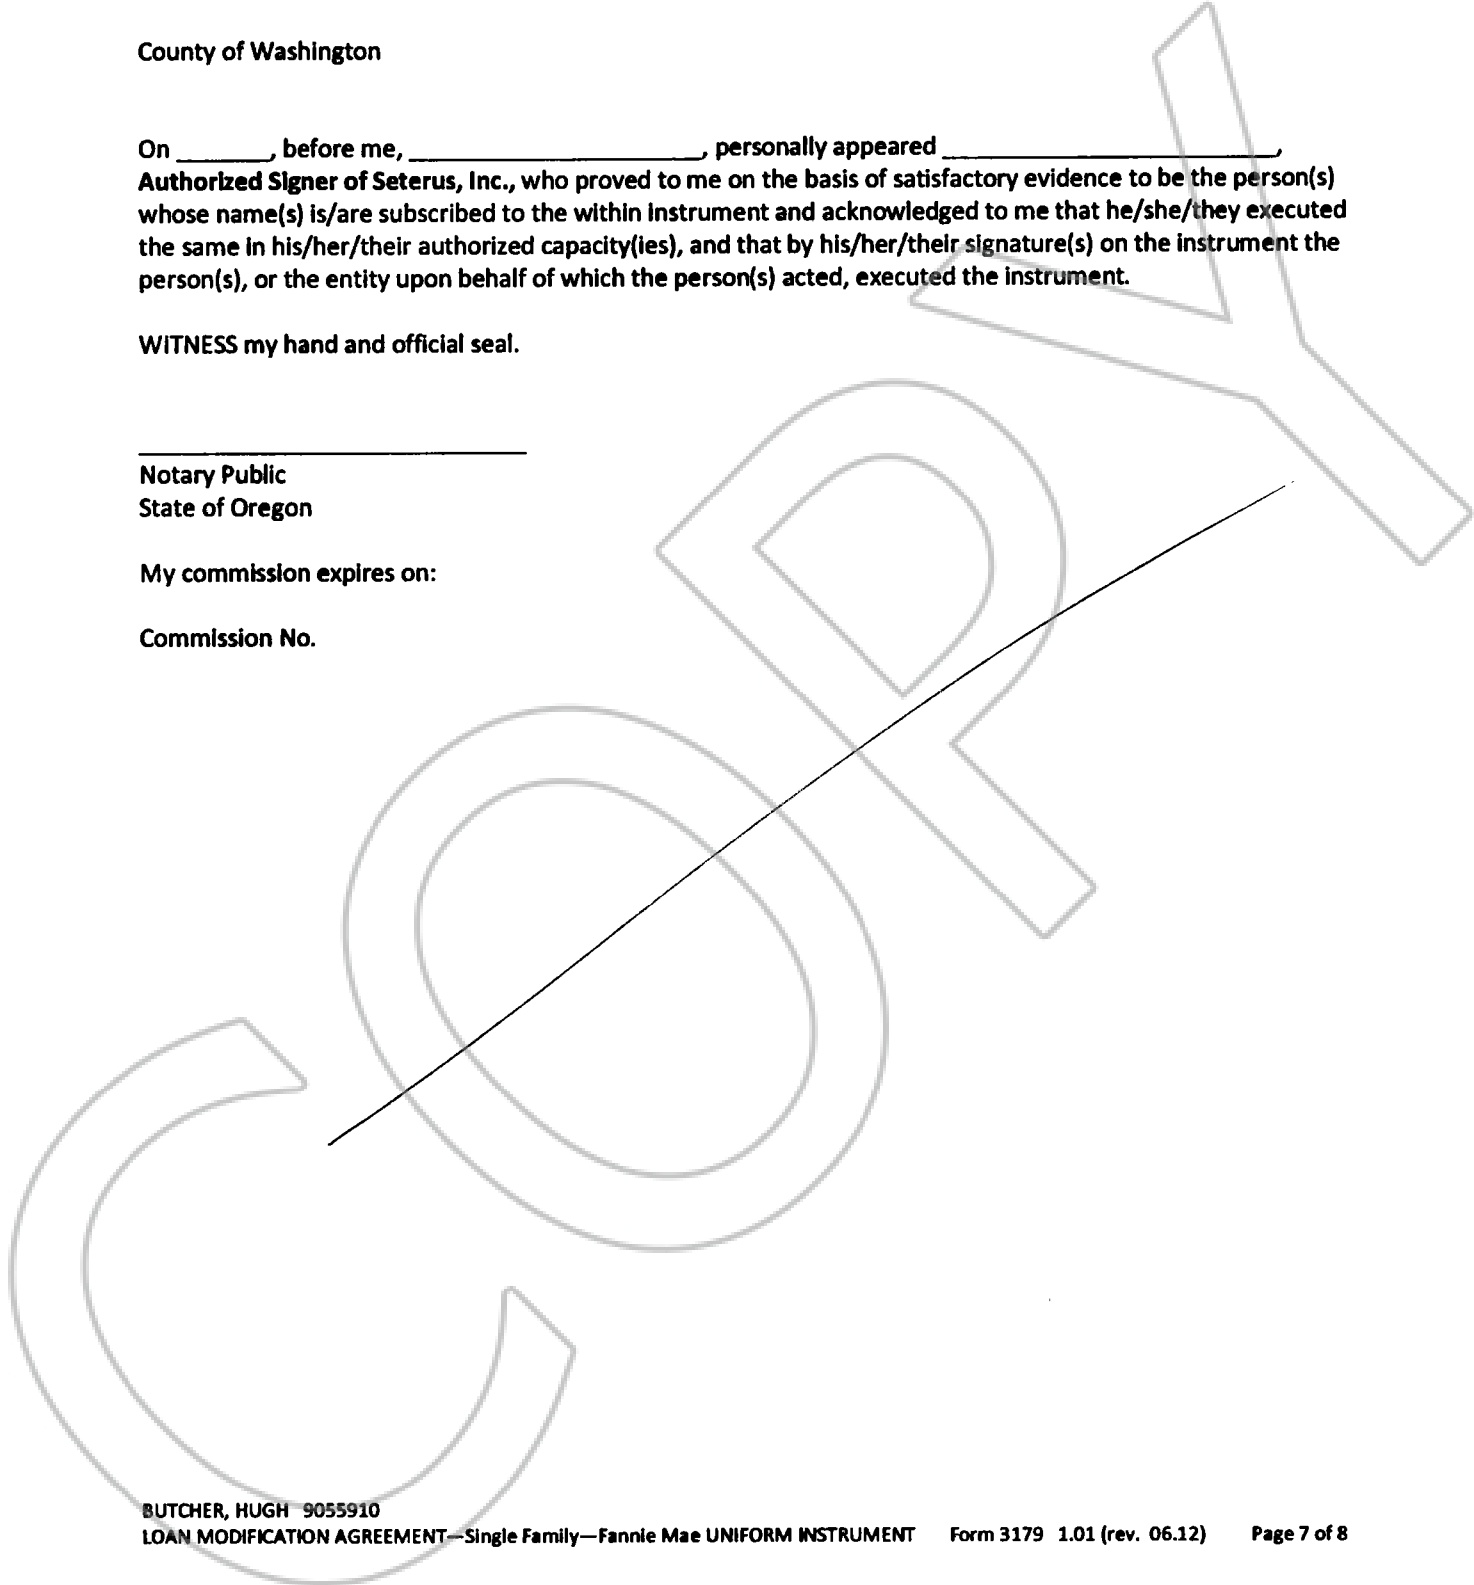 County of Washington
On _______, before me, ______________________, personally appeared _________________________,
Authorized Signer of Seterus, Inc., who proved to me on the basis of satisfactory evidence to be the person(s)
whose name(s) is/are subscribed to the within instrument and acknowledged to me that he/she/they executed
the same in his/her/their authorized capacity(ies), and that by his/her/their signature(s) on the instrument the
person(s), or the entity upon behalf of which the person(s) acted, executed the instrument.
WITNESS my hand and official seal.
Notary Public
State of Oregon
My commission expires on:
Commission No.
COPY
BUTCHER, HUGH 9055910
LOAN MODIFICATION AGREEMENT—Single Family—Fannie Mae UNIFORM INSTRUMENT Form 3179 1.01 (rev. 06.12) Page 7 of 8